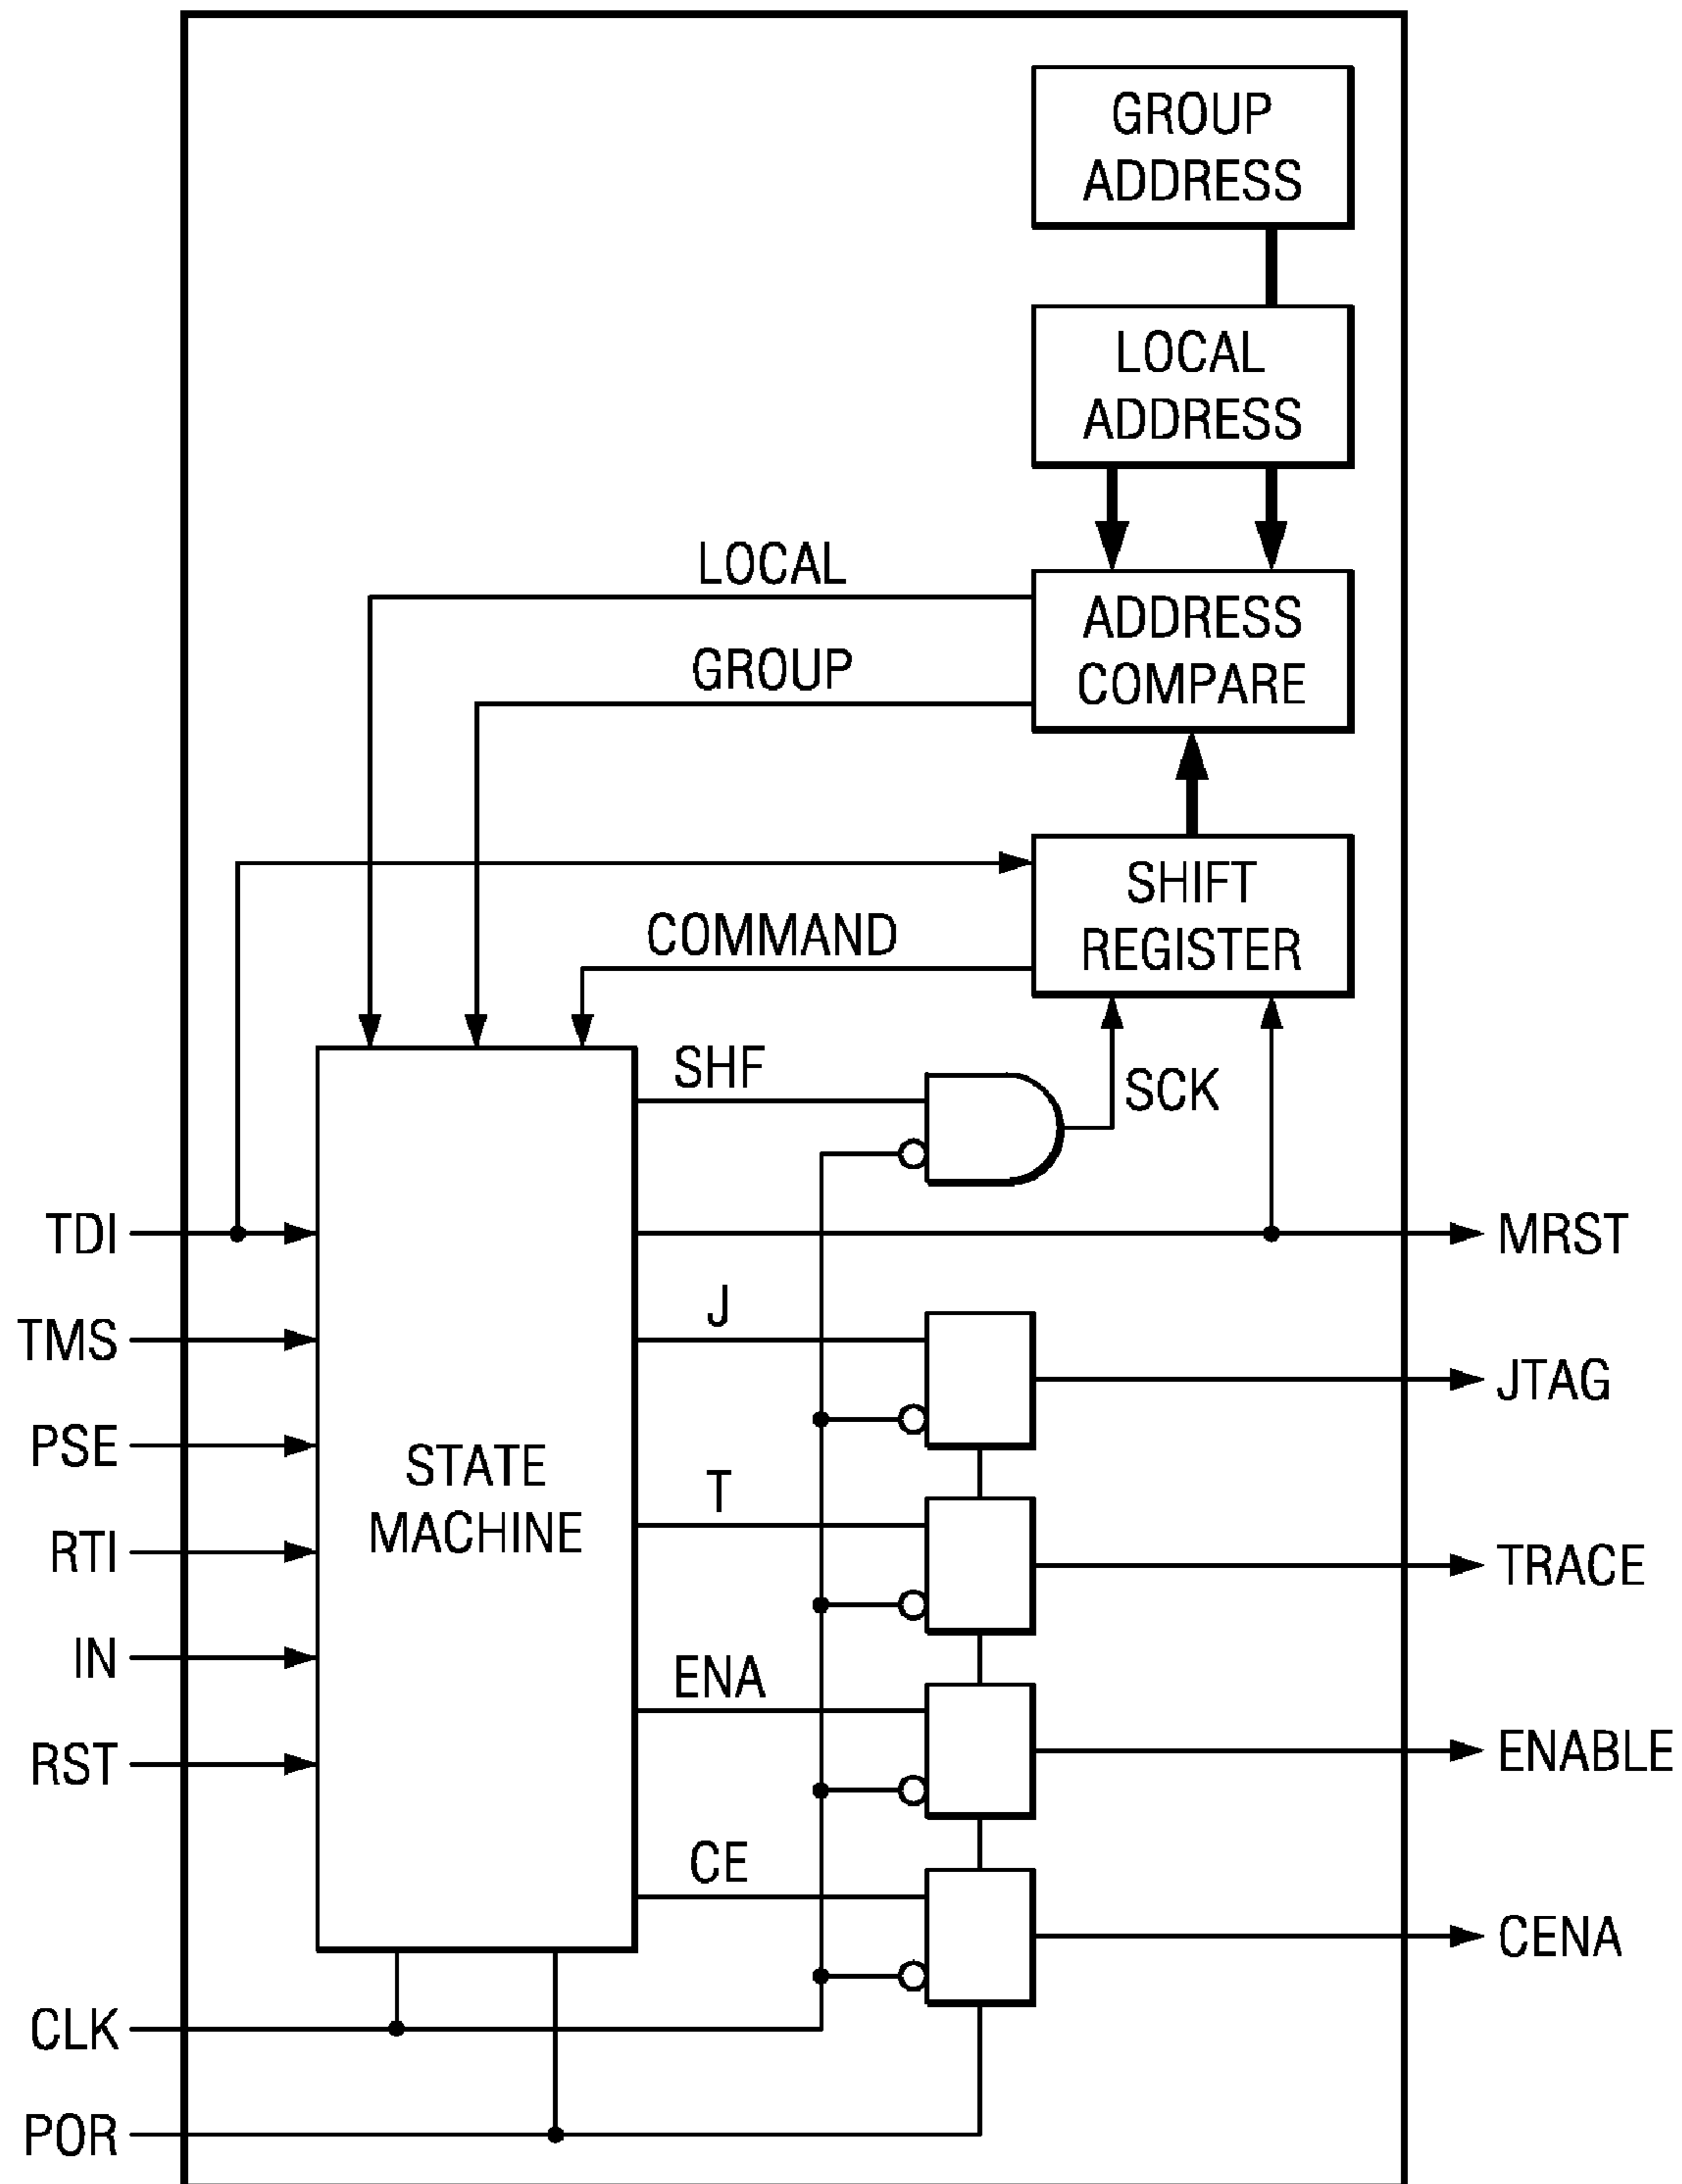 GROUP
ADDRESS
LOCAL
ADDRESS
LOCAL
ADDRESS
COMPARE
GROUP
SHIFT
REGISTER
COMMAND
SHF
SCK
TDI
MRST
TMS
J
JTAG
PSE
STATE
MACHINE
T
RTI
TRACE
IN
ENA
RST
ENABLE
CE
CENA
CLK
POR